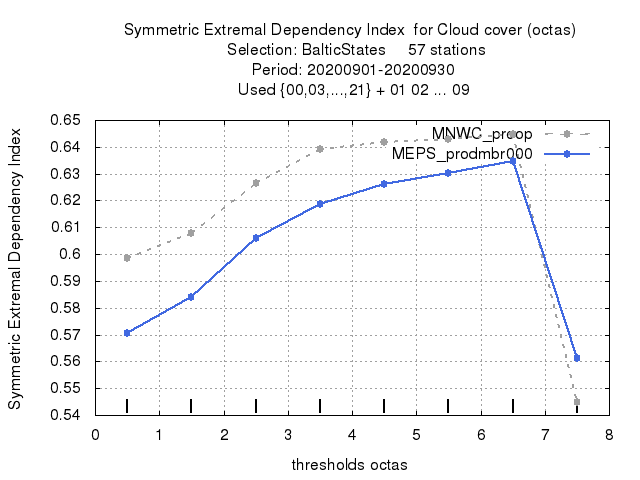 Symmetric Extremal Dependency Index  for Cloud cover (octas)
Selection: BalticStates     57 stations
Period: 20200901-20200930
Used {00,03,...,21} + 01 02 ... 09
Symmetric Extremal Dependency Index
0.65
0.64
0.63
0.62
0.61
0.6
0.59
0.58
0.57
0.56
0.55
0.54
MNWC_preop
MEPS_prodmbr000
0 1 2 3 4 5 6 7 8
thresholds octas